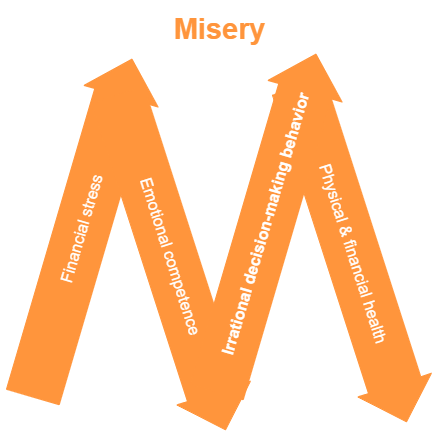 Misery
Financial stress
Emotional competence
Irrational decision-making behavior
Physical & financial health